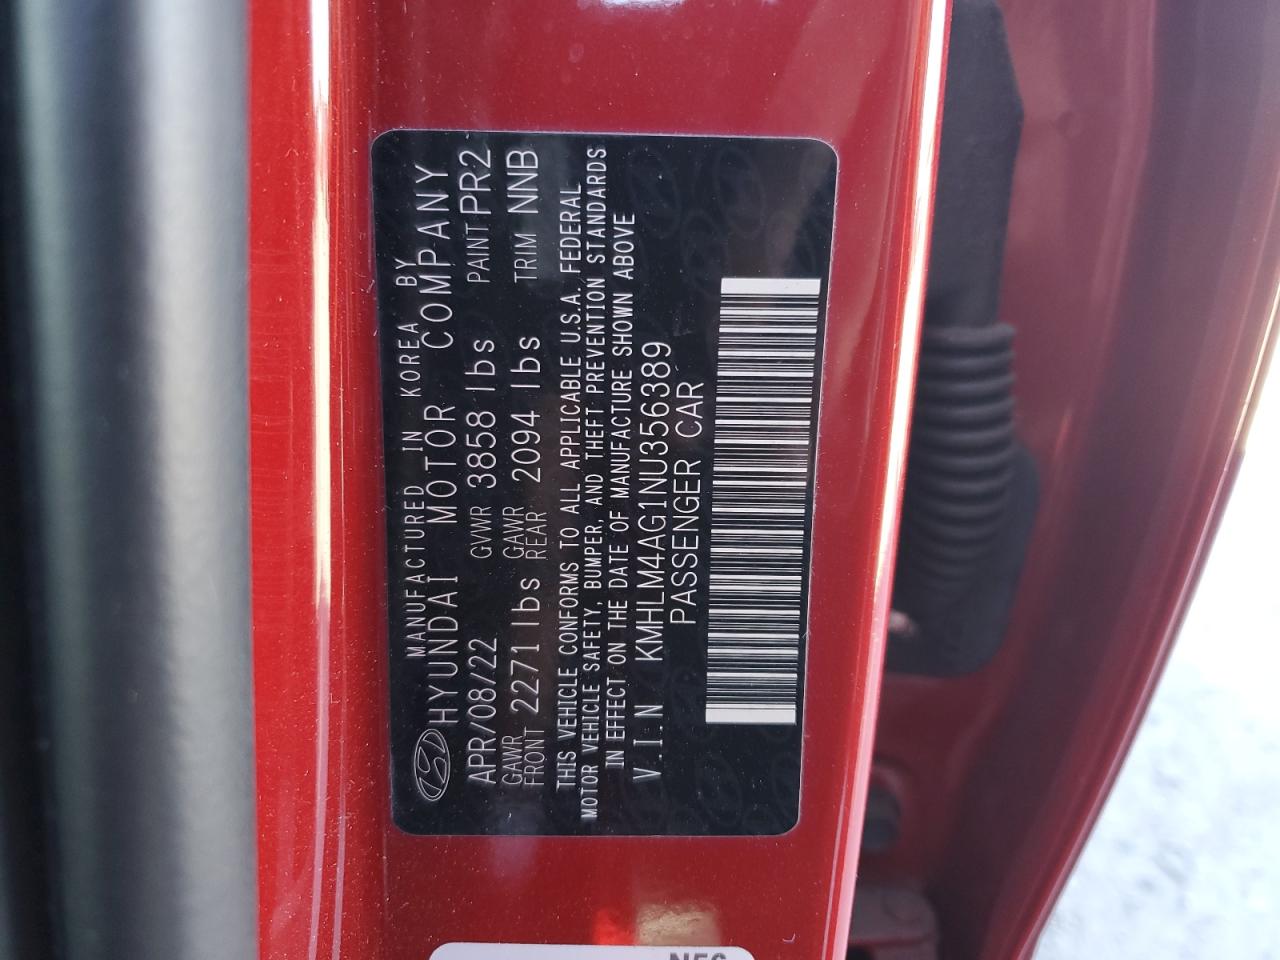 MANUFACTURED IN KOREA BY
HYUNDAI MOTOR COMPANY
APR/08/22 GVWR 3858 lbs PAINT PR2
GAWR FRONT 2271 lbs GAWR REAR 2094 lbs TRIM NNB
THIS VEHICLE CONFORMS TO ALL APPLICABLE U.S.A. FEDERAL
MOTOR VEHICLE SAFETY, BUMPER, AND THEFT PREVENTION STANDARDS
IN EFFECT ON THE DATE OF MANUFACTURE SHOWN ABOVE
V.I.N KMHLM4AG1NU356389
PASSENGER CAR